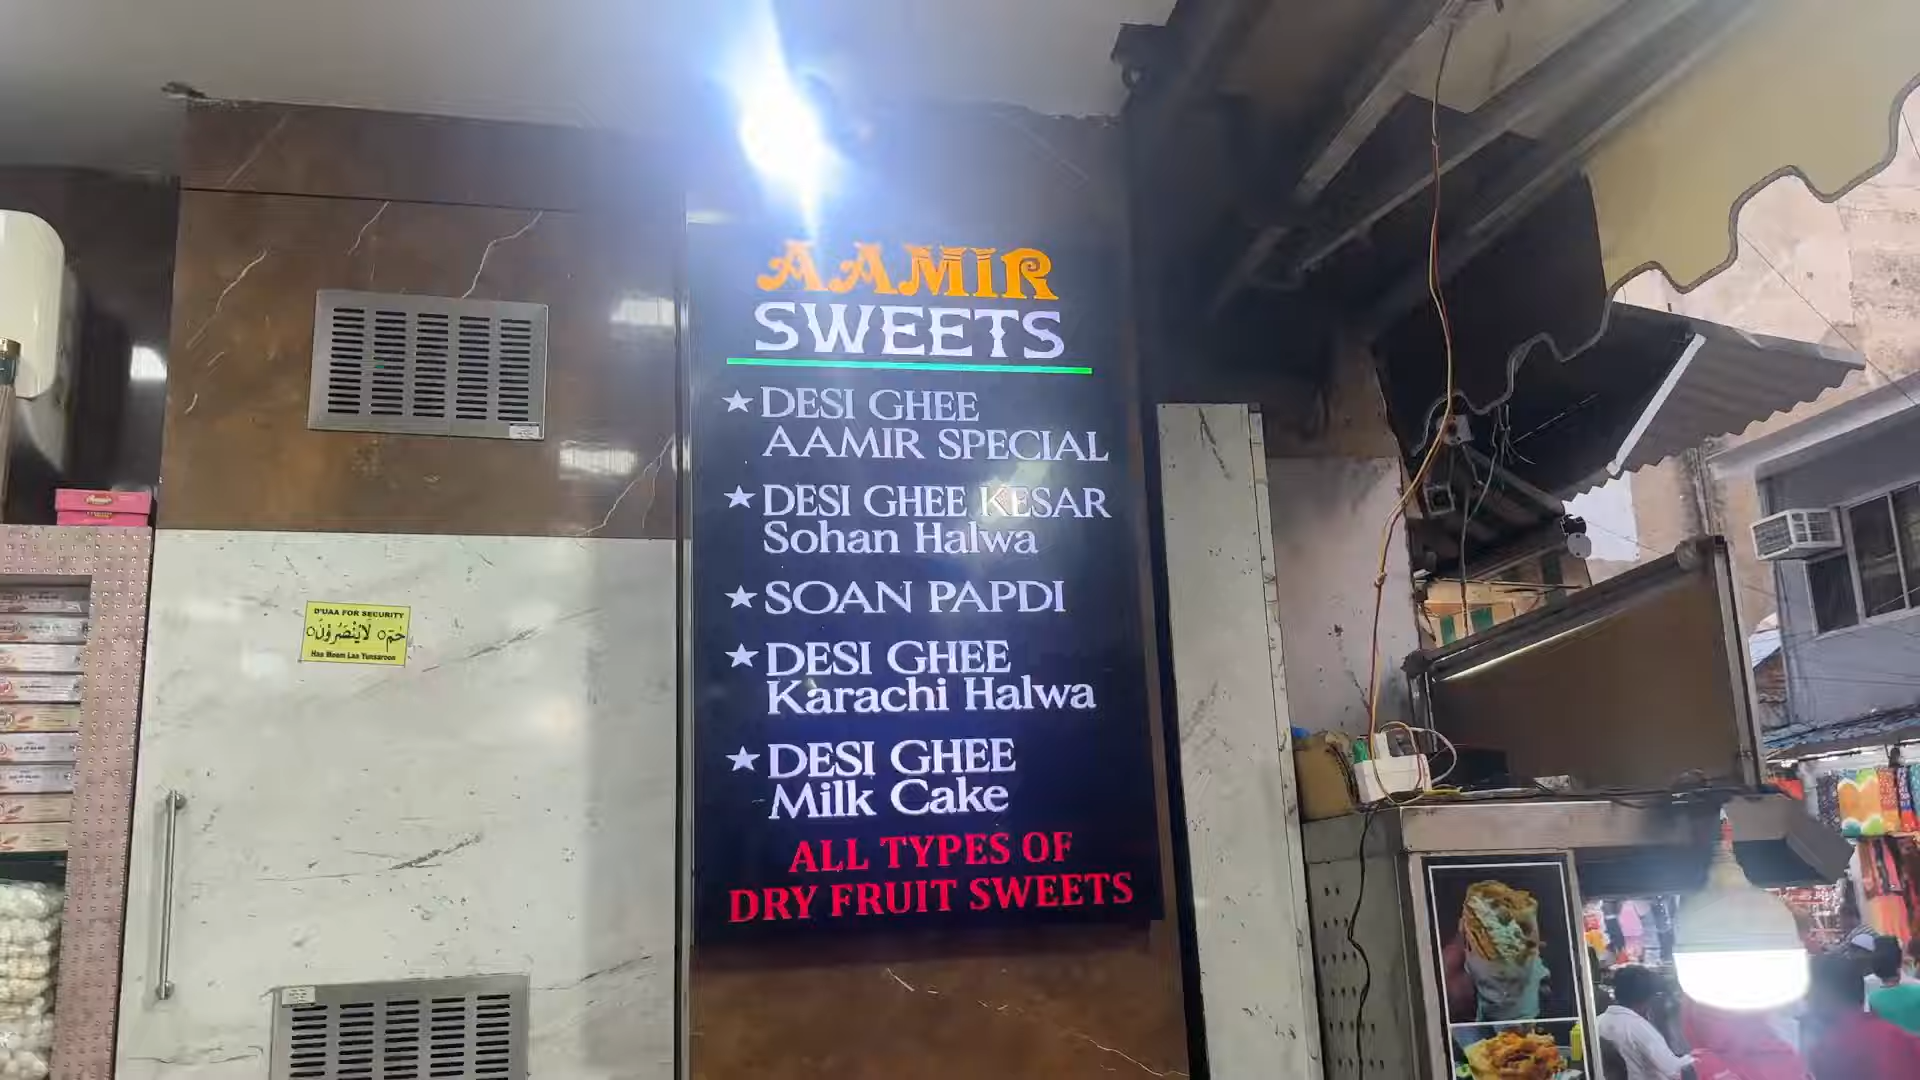 AAMIR
SWEETS
★ DESI GHEE
AAMIR SPECIAL
★ DESI GHEE KESAR
Sohan Halwa
★ SOAN PAPDI
★ DESI GHEE
Karachi Halwa
★ DESI GHEE
Milk Cake
ALL TYPES OF
DRY FRUIT SWEETS
D'UAA FOR SECURITY
حٰمٓ ○ لَا يُنْصَرُوْنَ ○
Haa Meem Laa Yunsaroon